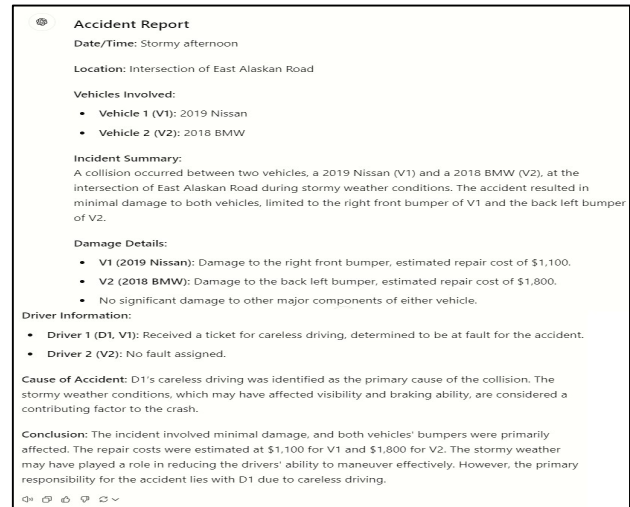 Accident Report
Date/Time: Stormy afternoon
Location: Intersection of East Alaskan Road
Vehicles Involved:
• Vehicle 1 (V1): 2019 Nissan
• Vehicle 2 (V2): 2018 BMW
Incident Summary:
A collision occurred between two vehicles, a 2019 Nissan (V1) and a 2018 BMW (V2), at the
intersection of East Alaskan Road during stormy weather conditions. The accident resulted in
minimal damage to both vehicles, limited to the right front bumper of V1 and the back left bumper
of V2.
Damage Details:
• V1 (2019 Nissan): Damage to the right front bumper, estimated repair cost of $1,100.
• V2 (2018 BMW): Damage to the back left bumper, estimated repair cost of $1,800.
• No significant damage to other major components of either vehicle.
Driver Information:
• Driver 1 (D1, V1): Received a ticket for careless driving, determined to be at fault for the accident.
• Driver 2 (V2): No fault assigned.
Cause of Accident: D1's careless driving was identified as the primary cause of the collision. The
stormy weather conditions, which may have affected visibility and braking ability, are considered a
contributing factor to the crash.
Conclusion: The incident involved minimal damage, and both vehicles' bumpers were primarily
affected. The repair costs were estimated at $1,100 for V1 and $1,800 for V2. The stormy weather
may have played a role in reducing the drivers' ability to maneuver effectively. However, the primary
responsibility for the accident lies with D1 due to careless driving.